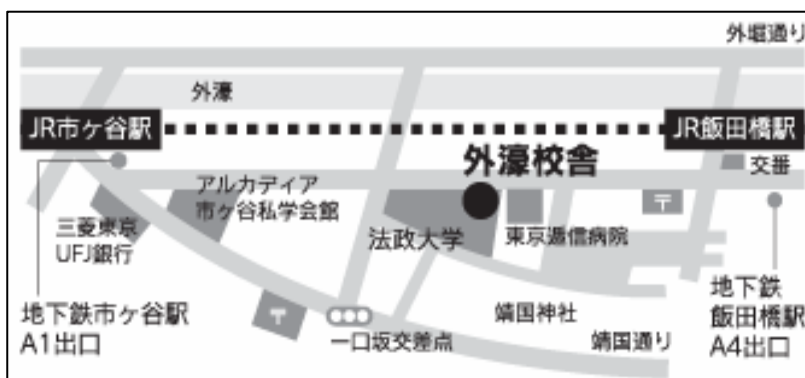 外堀通り
外濠
JR市ケ谷駅
JR飯田橋駅
外濠校舎
交番
アルカディア
市ケ谷私学会館
三菱東京
UFJ銀行
法政大学
東京逓信病院
〒
地下鉄市ケ谷駅
A1出口
〒
一口坂交差点
靖国神社
靖国通り
地下鉄
飯田橋駅
A4出口